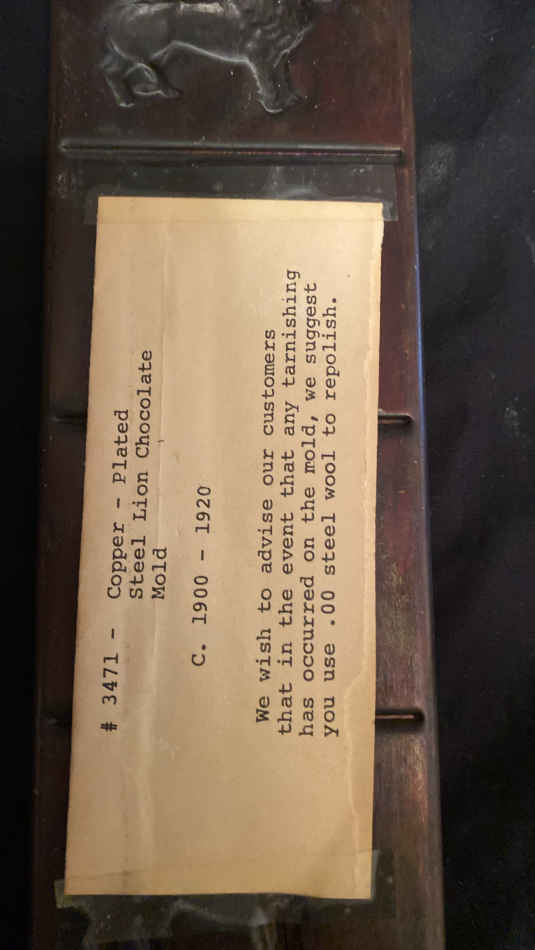 # 3471 - Copper - Plated
Steel Lion Chocolate
Mold
C. 1900 - 1920
We wish to advise our customers
that in the event that any tarnishing
has occurred on the mold, we suggest
you use .00 steel wool to repolish.